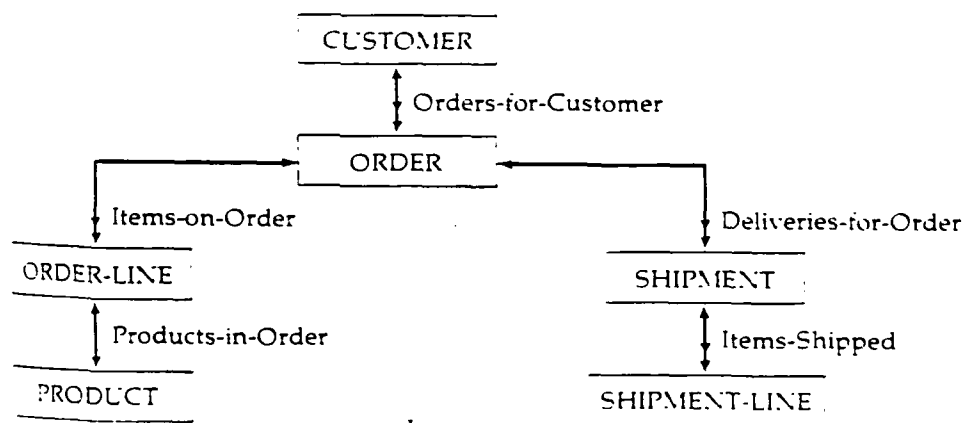 CUSTOMER
Orders-for-Customer
ORDER
Items-on-Order
Deliveries-for-Order
ORDER-LINE
SHIPMENT
Products-in-Order
Items-Shipped
PRODUCT
SHIPMENT-LINE